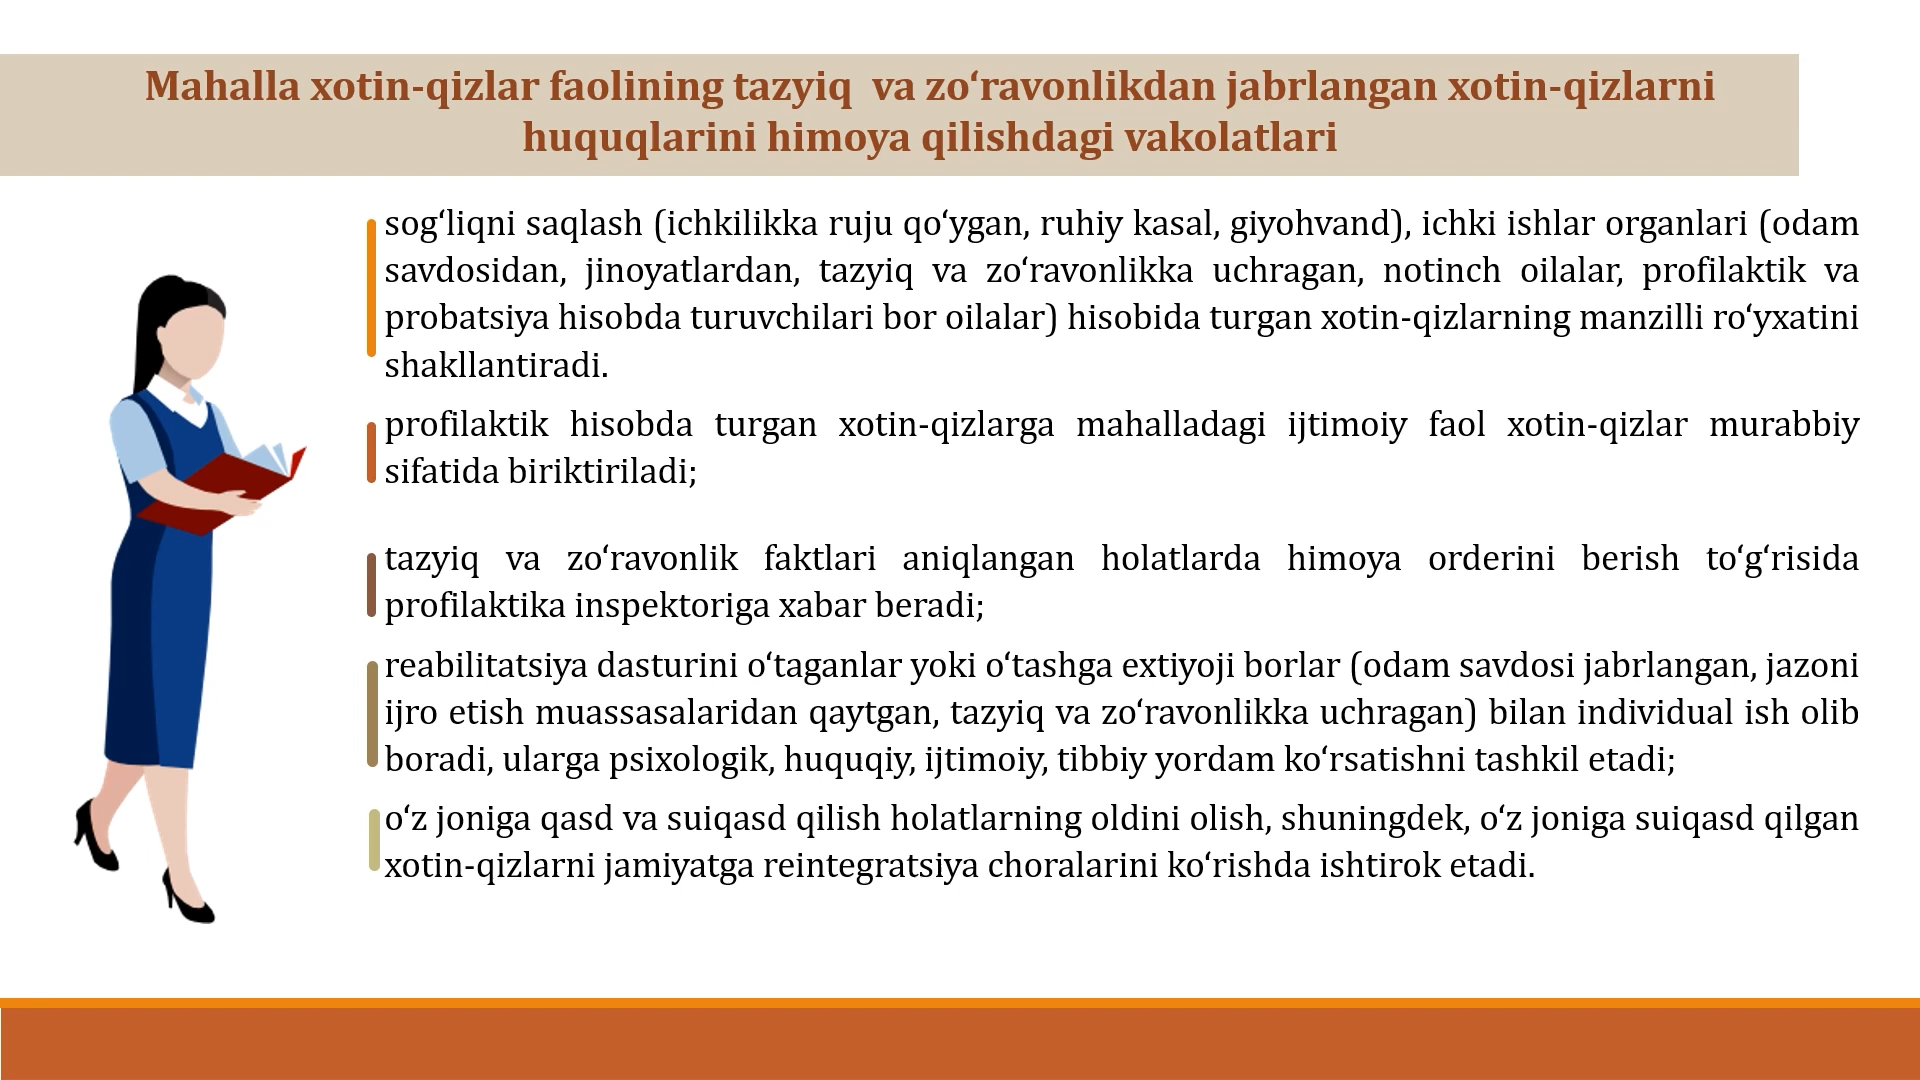 Mahalla xotin-qizlar faolining tazyiq  va zo‘ravonlikdan jabrlangan xotin-qizlarni
huquqlarini himoya qilishdagi vakolatlari
sog‘liqni saqlash (ichkilikka ruju qo‘ygan, ruhiy kasal, giyohvand), ichki ishlar organlari (odam
savdosidan, jinoyatlardan, tazyiq va zo‘ravonlikka uchragan, notinch oilalar, profilaktik va
probatsiya hisobda turuvchilari bor oilalar) hisobida turgan xotin-qizlarning manzilli ro‘yxatini
shakllantiradi.
profilaktik hisobda turgan xotin-qizlarga mahalladagi ijtimoiy faol xotin-qizlar murabbiy
sifatida biriktiriladi;
tazyiq va zo‘ravonlik faktlari aniqlangan holatlarda himoya orderini berish to‘g‘risida
profilaktika inspektoriga xabar beradi;
reabilitatsiya dasturini o‘taganlar yoki o‘tashga extiyoji borlar (odam savdosi jabrlangan, jazoni
ijro etish muassasalaridan qaytgan, tazyiq va zo‘ravonlikka uchragan) bilan individual ish olib
boradi, ularga psixologik, huquqiy, ijtimoiy, tibbiy yordam ko‘rsatishni tashkil etadi;
o‘z joniga qasd va suiqasd qilish holatlarning oldini olish, shuningdek, o‘z joniga suiqasd qilgan
xotin-qizlarni jamiyatga reintegratsiya choralarini ko‘rishda ishtirok etadi.